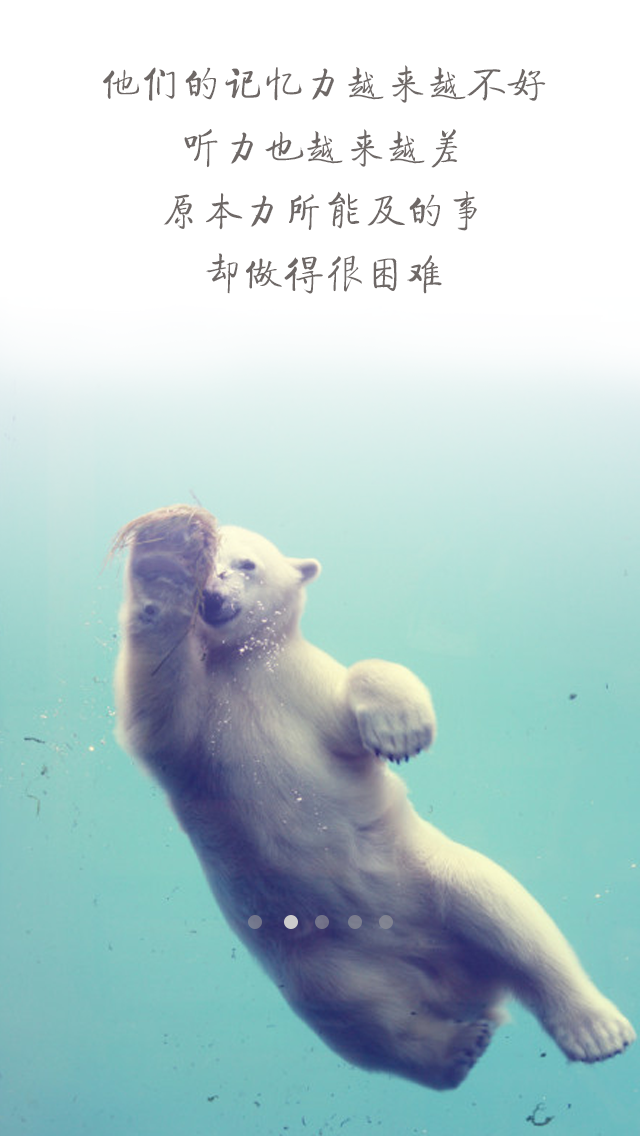 他们的记忆力越来越不好
听力也越来越差
原本力所能及的事
却做得很困难